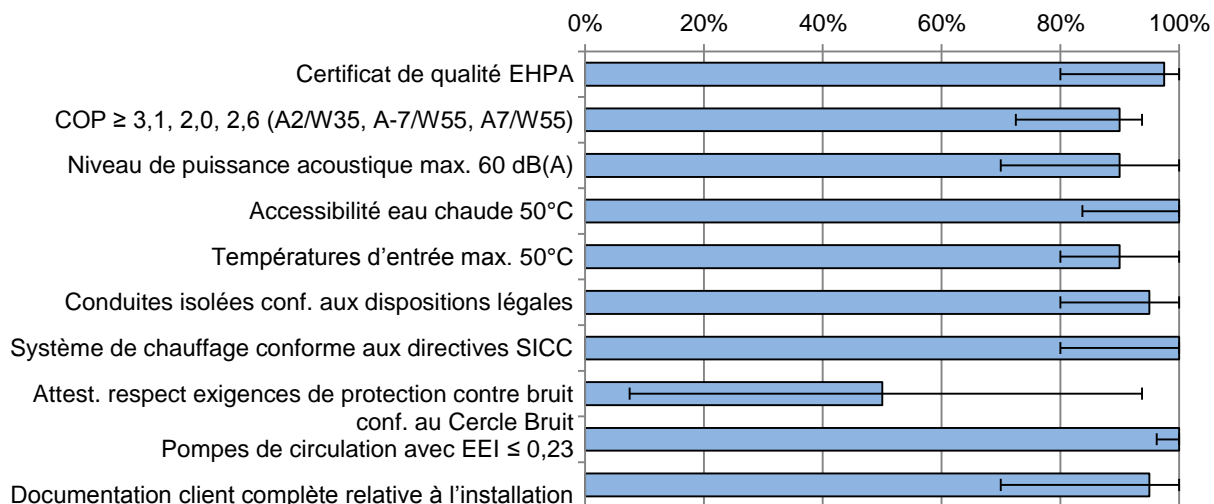 0% 20% 40% 60% 80% 100%
Certificat de qualité EHPA
COP ≥ 3,1, 2,0, 2,6 (A2/W35, A-7/W55, A7/W55)
Niveau de puissance acoustique max. 60 dB(A)
Accessibilité eau chaude 50°C
Températures d’entrée max. 50°C
Conduites isolées conf. aux dispositions légales
Système de chauffage conforme aux directives SICC
Attest. respect exigences de protection contre bruit
conf. au Cercle Bruit
Pompes de circulation avec EEI ≤ 0,23
Documentation client complète relative à l’installation